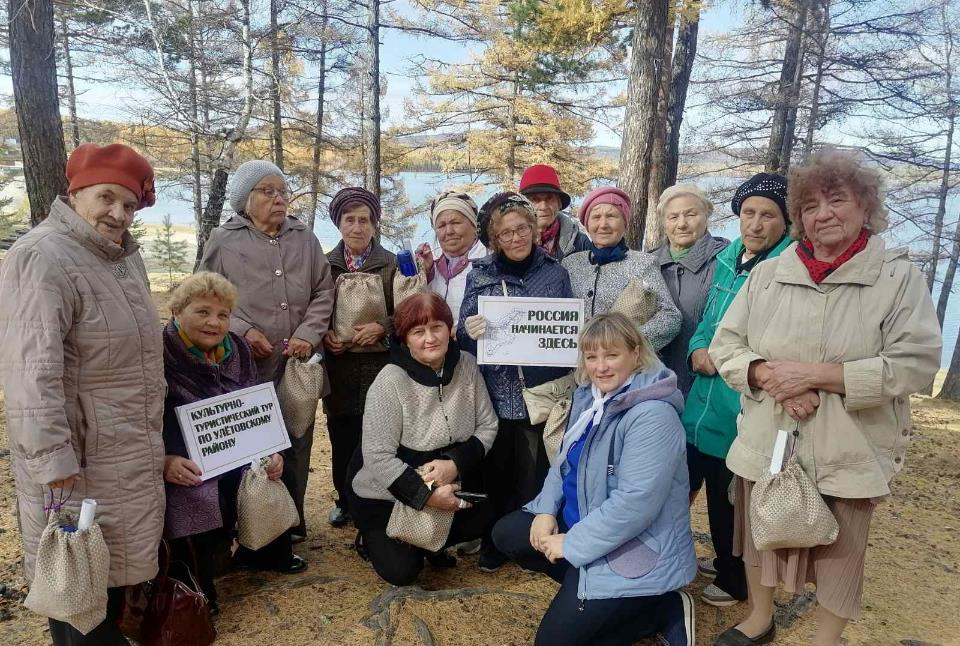 РОССИЯ
НАЧИНАЕТСЯ
ЗДЕСЬ
КУЛЬТУРНО-
ТУРИСТИЧЕСКИЙ ТУР
ПО УЛЁТОВСКОМУ
РАЙОНУ